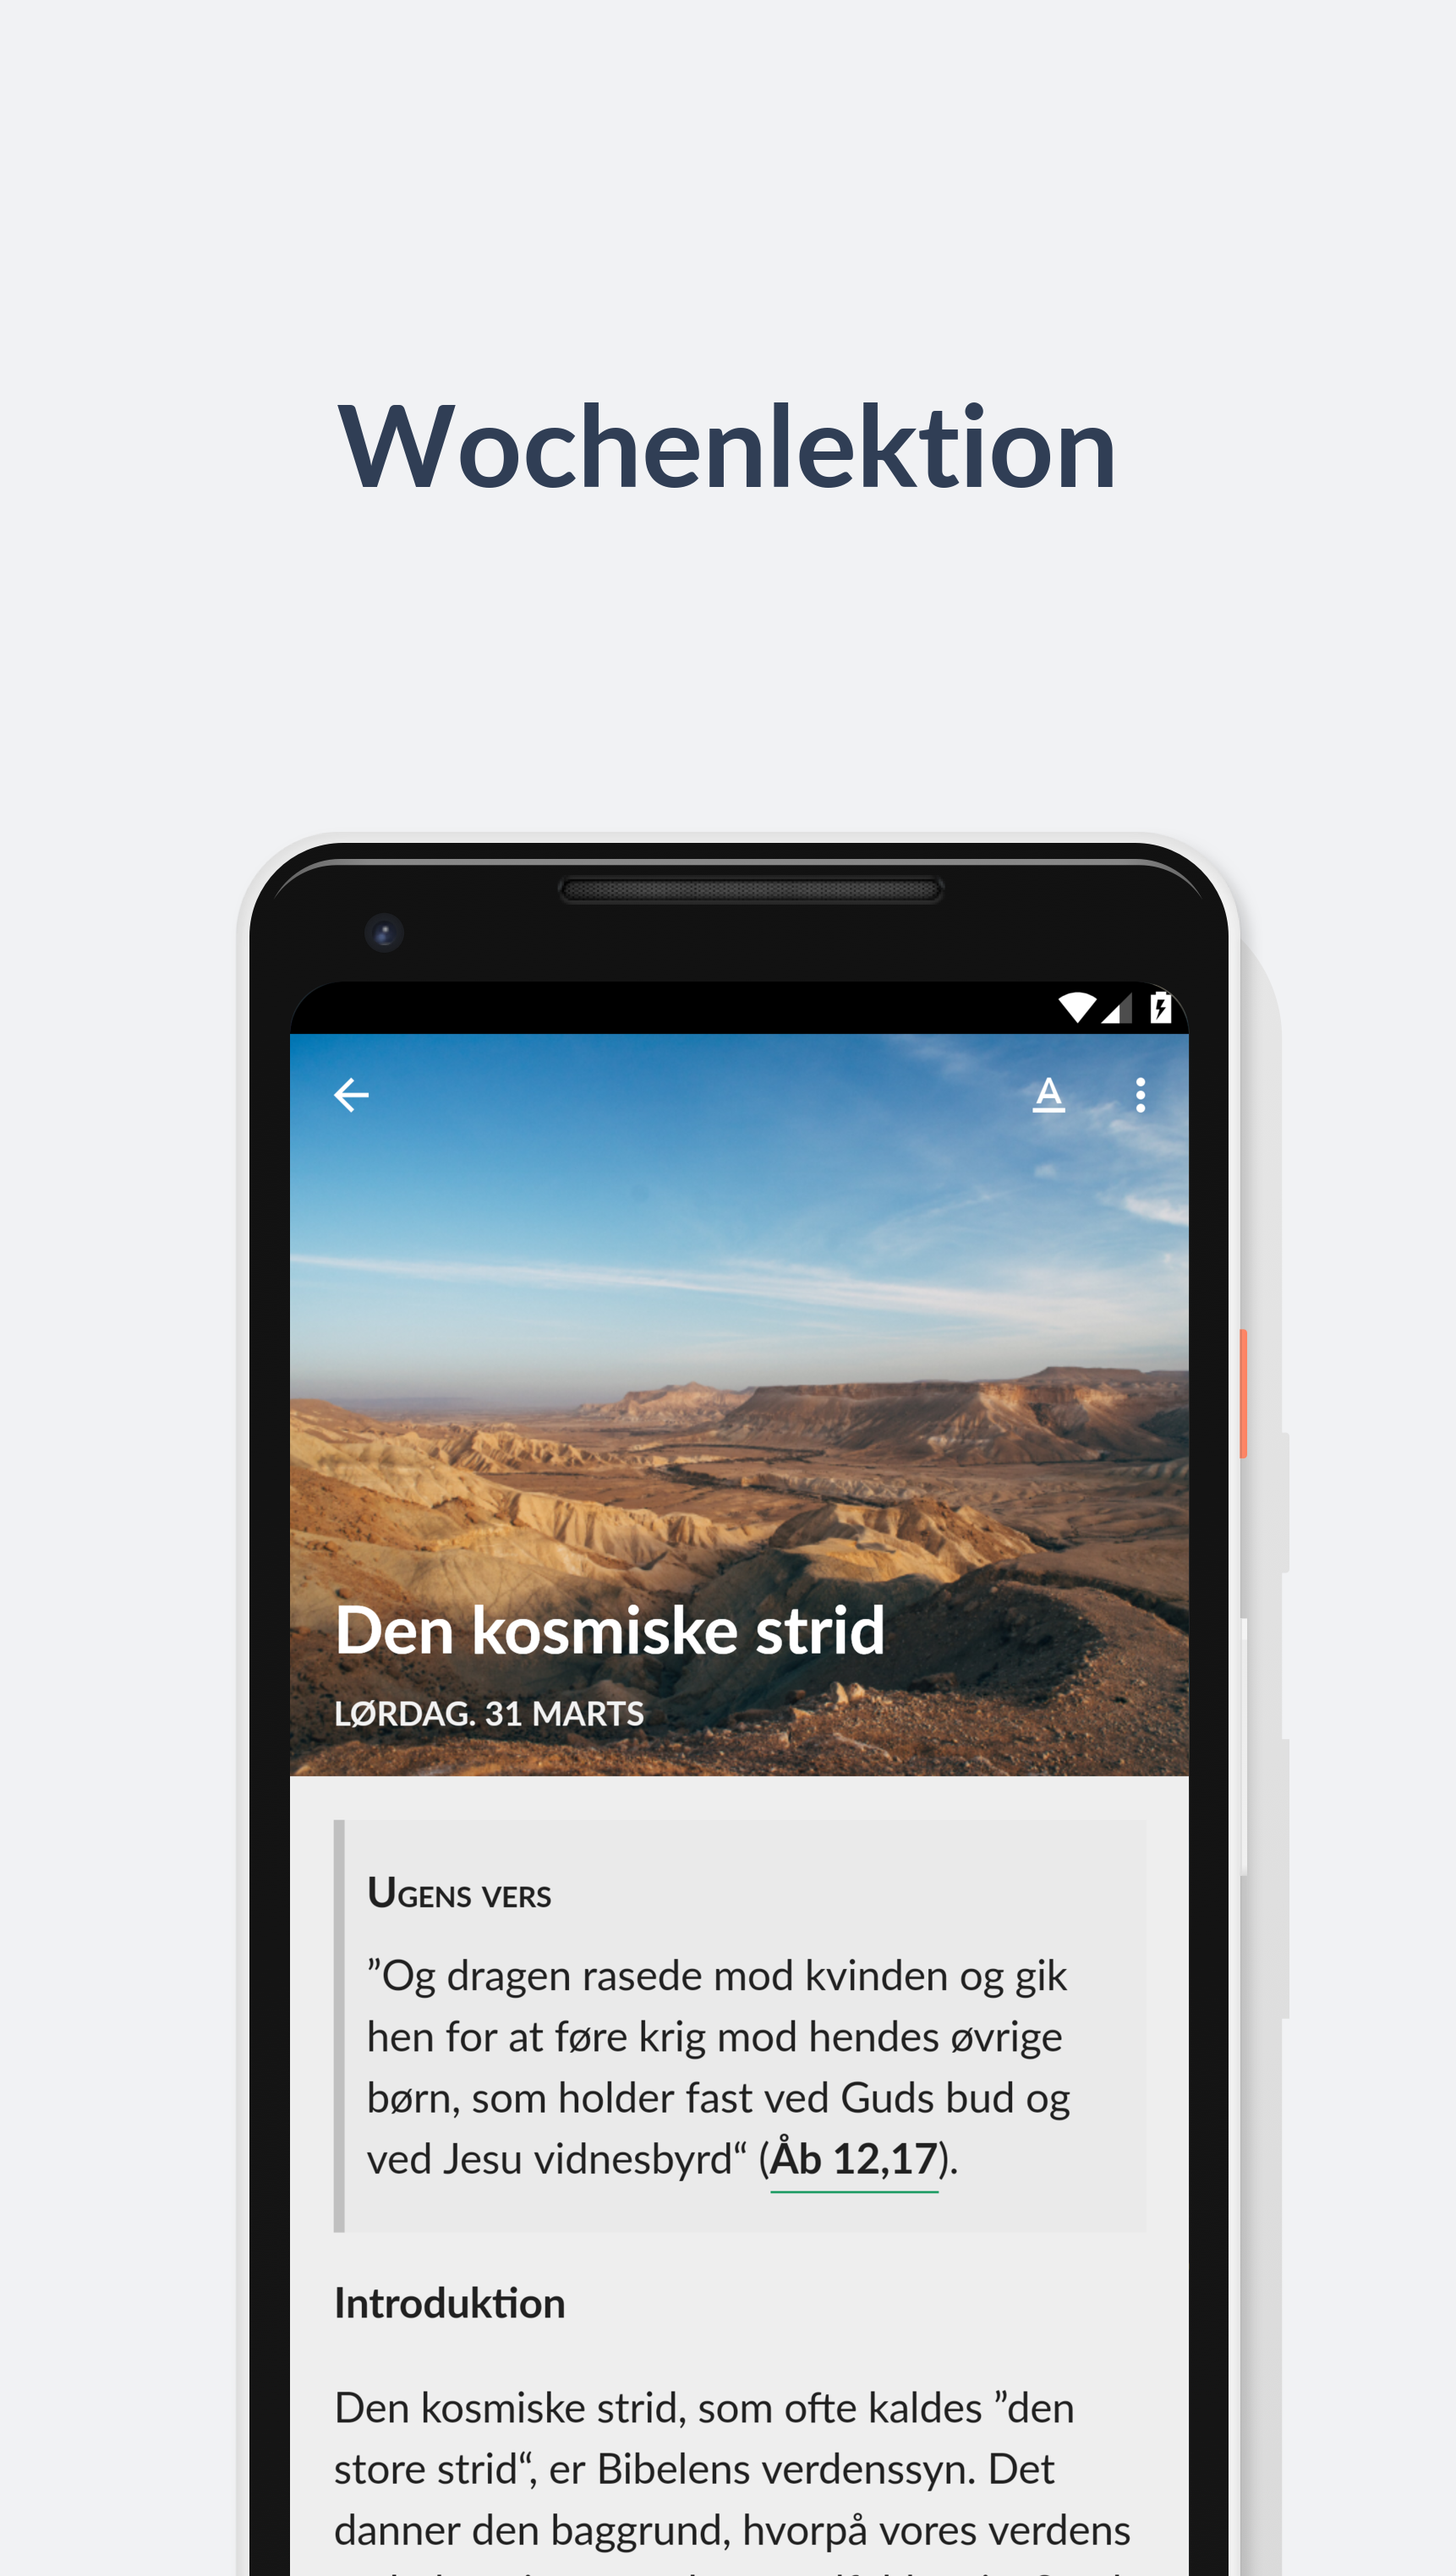 Wochenlektion
A
Den kosmiske strid
LØRDAG. 31 MARTS
Ugens vers
”Og dragen rasede mod kvinden og gik
hen for at føre krig mod hendes øvrige
børn, som holder fast ved Guds bud og
ved Jesu vidnesbyrd“ (Åb 12,17).
Introduktion
Den kosmiske strid, som ofte kaldes ”den
store strid“, er Bibelens verdenssyn. Det
danner den baggrund, hvorpå vores verdens